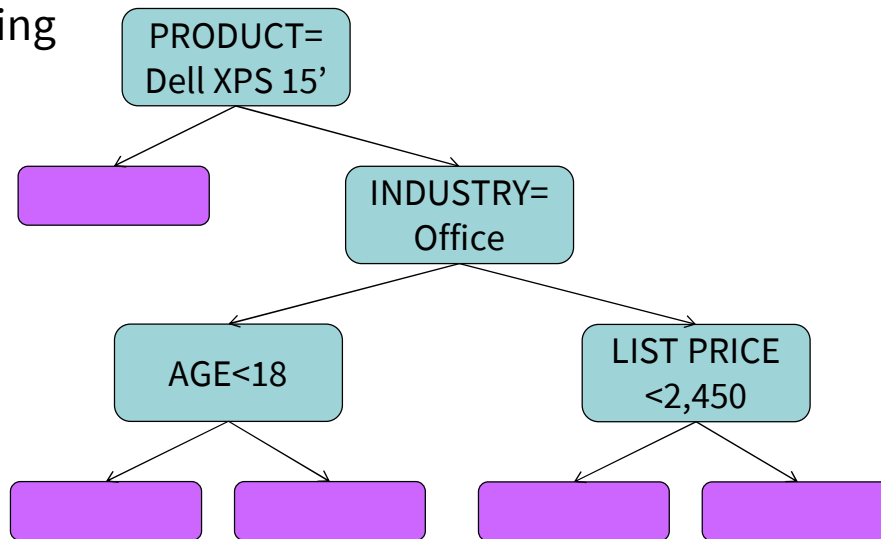 ing
PRODUCT=
Dell XPS 15’
INDUSTRY=
Office
AGE<18
LIST PRICE
<2,450